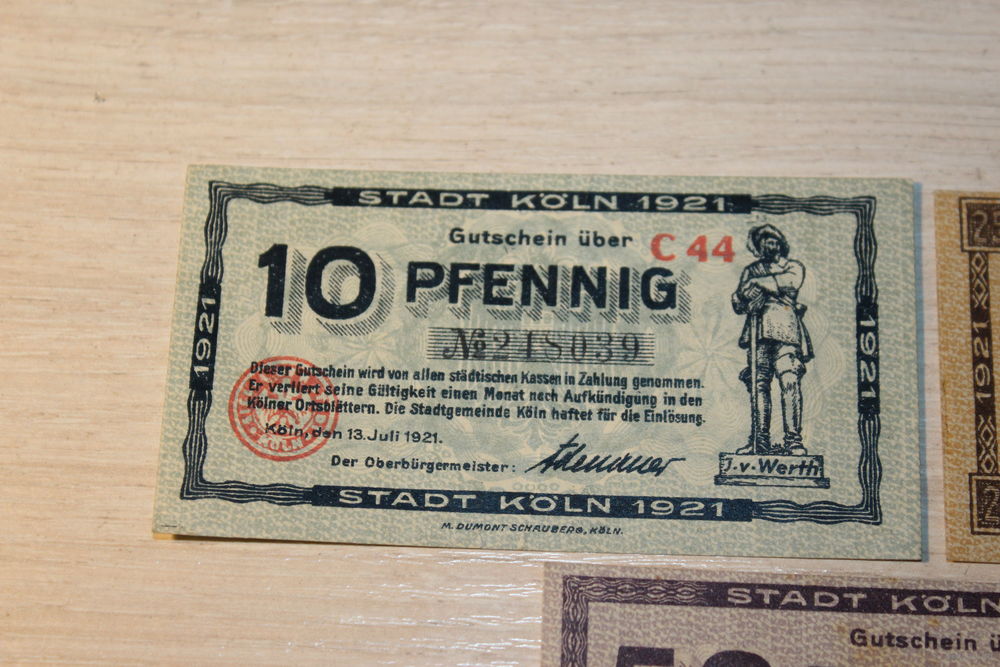 STADT KÖLN 1921
Gutschein über C 44
10 PFENNIG
№218039
Dieser Gutschein wird von allen städtischen Kassen in Zahlung genommen.
Er verliert seine Gültigkeit einen Monat nach Aufkündigung in den
Kölner Ortsblättern. Die Stadtgemeinde Köln haftet für die Einlösung.
Köln, den 13. Juli 1921.
Der Oberbürgermeister: Adenauer
J. v. Werth
STADT KÖLN 1921
M. DUMONT SCHAUBERG, KÖLN.
1921
1921
KÖLN
1921
STADT KÖLN
Gutschein